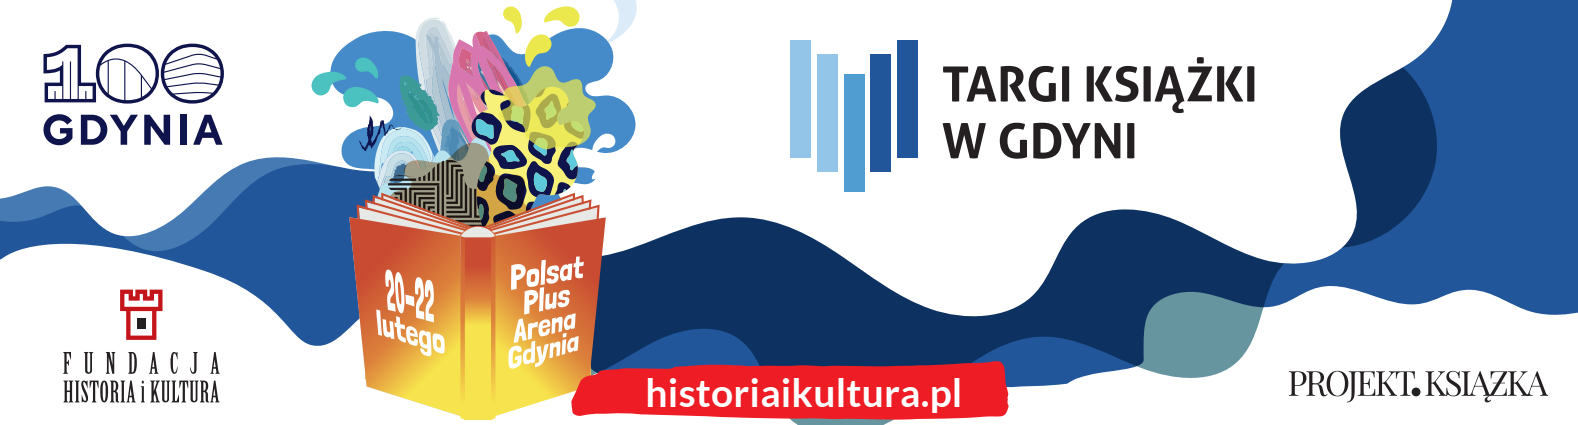 100
GDYNIA
TARGI KSIĄŻKI
W GDYNI
20-22
lutego
Polsat
Plus
Arena
Gdynia
FUNDACJA
HISTORIA i KULTURA
historiaikultura.pl
PROJEKT.KSIĄŻKA